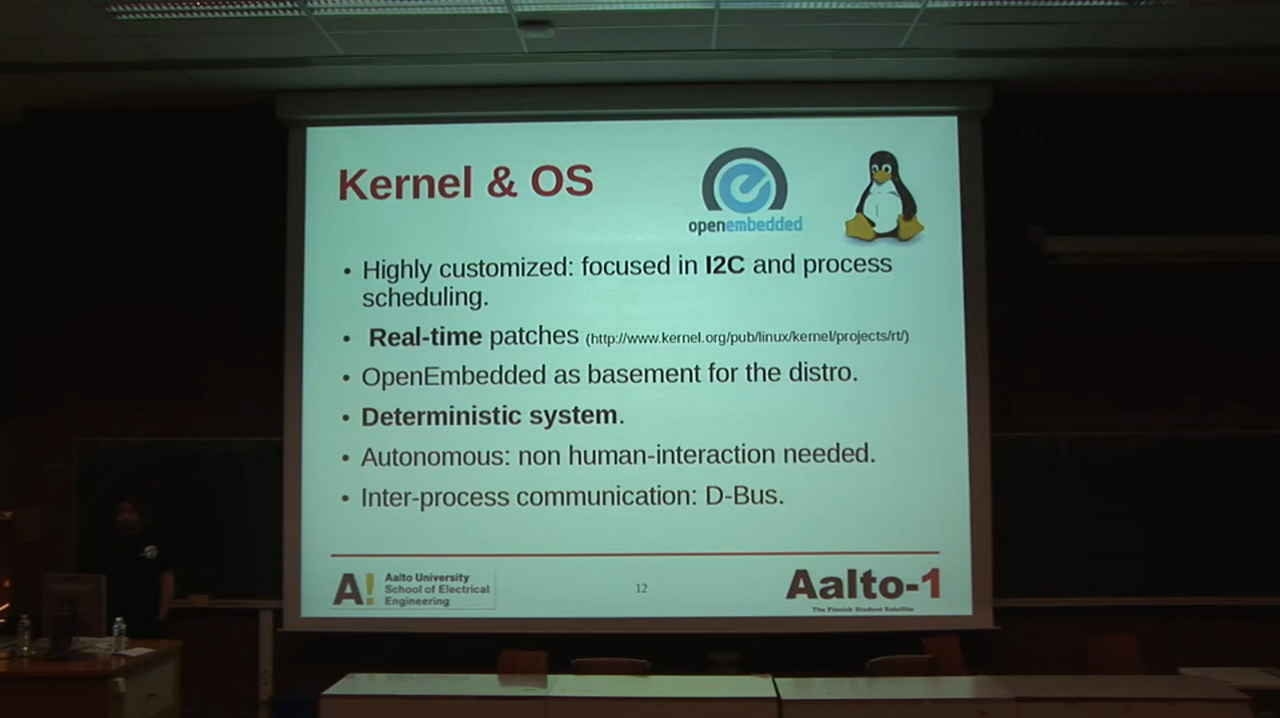 Kernel & OS
openembedded
• Highly customized: focused in I2C and process
scheduling.
• Real-time patches (http://www.kernel.org/pub/linux/kernel/projects/rt/)
• OpenEmbedded as basement for the distro.
• Deterministic system.
• Autonomous: non human-interaction needed.
• Inter-process communication: D-Bus.
A!
Aalto University
School of Electrical
Engineering
12
Aalto-1
The Finnish Student Satellite